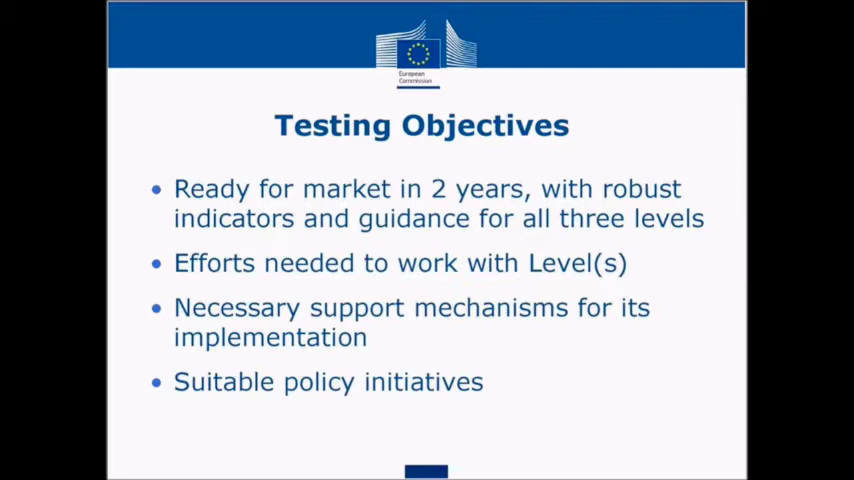 European
Commission
Testing Objectives
• Ready for market in 2 years, with robust
indicators and guidance for all three levels
• Efforts needed to work with Level(s)
• Necessary support mechanisms for its
implementation
• Suitable policy initiatives